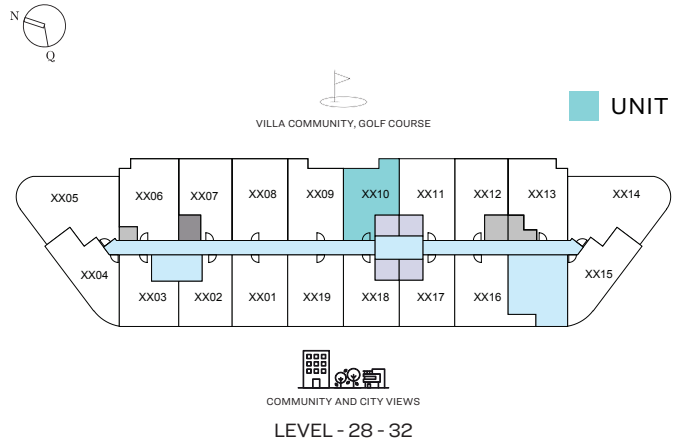 N
Q
VILLA COMMUNITY, GOLF COURSE
UNIT
XX05
XX06
XX07
XX08
XX09
XX10
XX11
XX12
XX13
XX14
XX04
XX03
XX02
XX01
XX19
XX18
XX17
XX16
XX15
COMMUNITY AND CITY VIEWS
LEVEL - 28 - 32